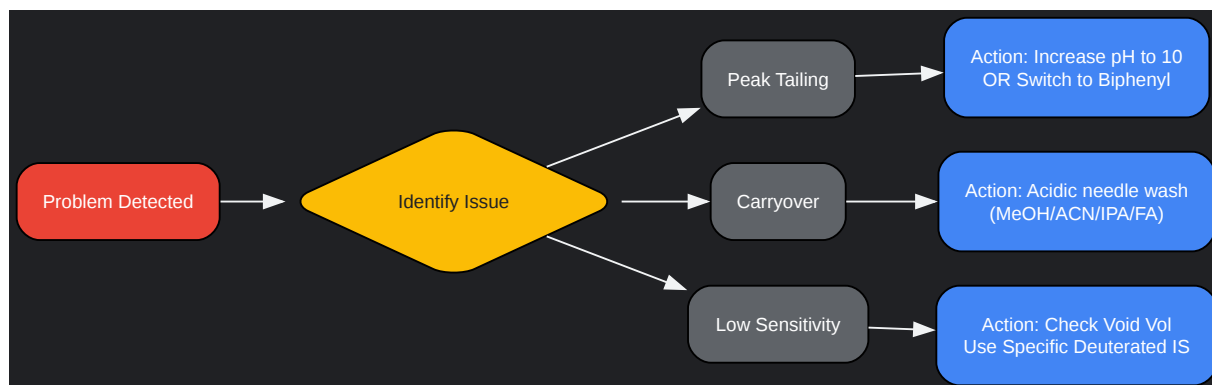 Problem Detected
Identify Issue
Peak Tailing
Action: Increase pH to 10
OR Switch to Biphenyl
Carryover
Action: Acidic needle wash
(MeOH/ACN/IPA/FA)
Low Sensitivity
Action: Check Void Vol
Use Specific Deuterated IS